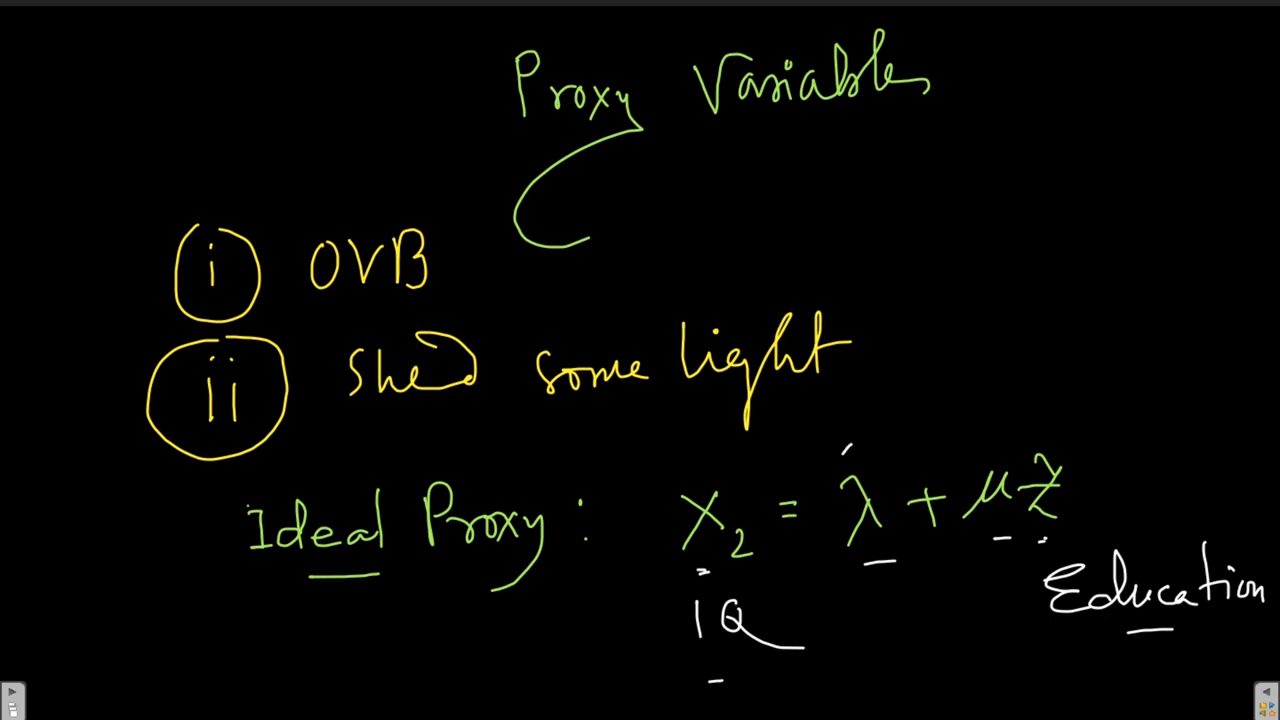 Proxy Variables
i OVB
ii Shed some light
Ideal Proxy: X₂ = λ + μZ
Education
IQ